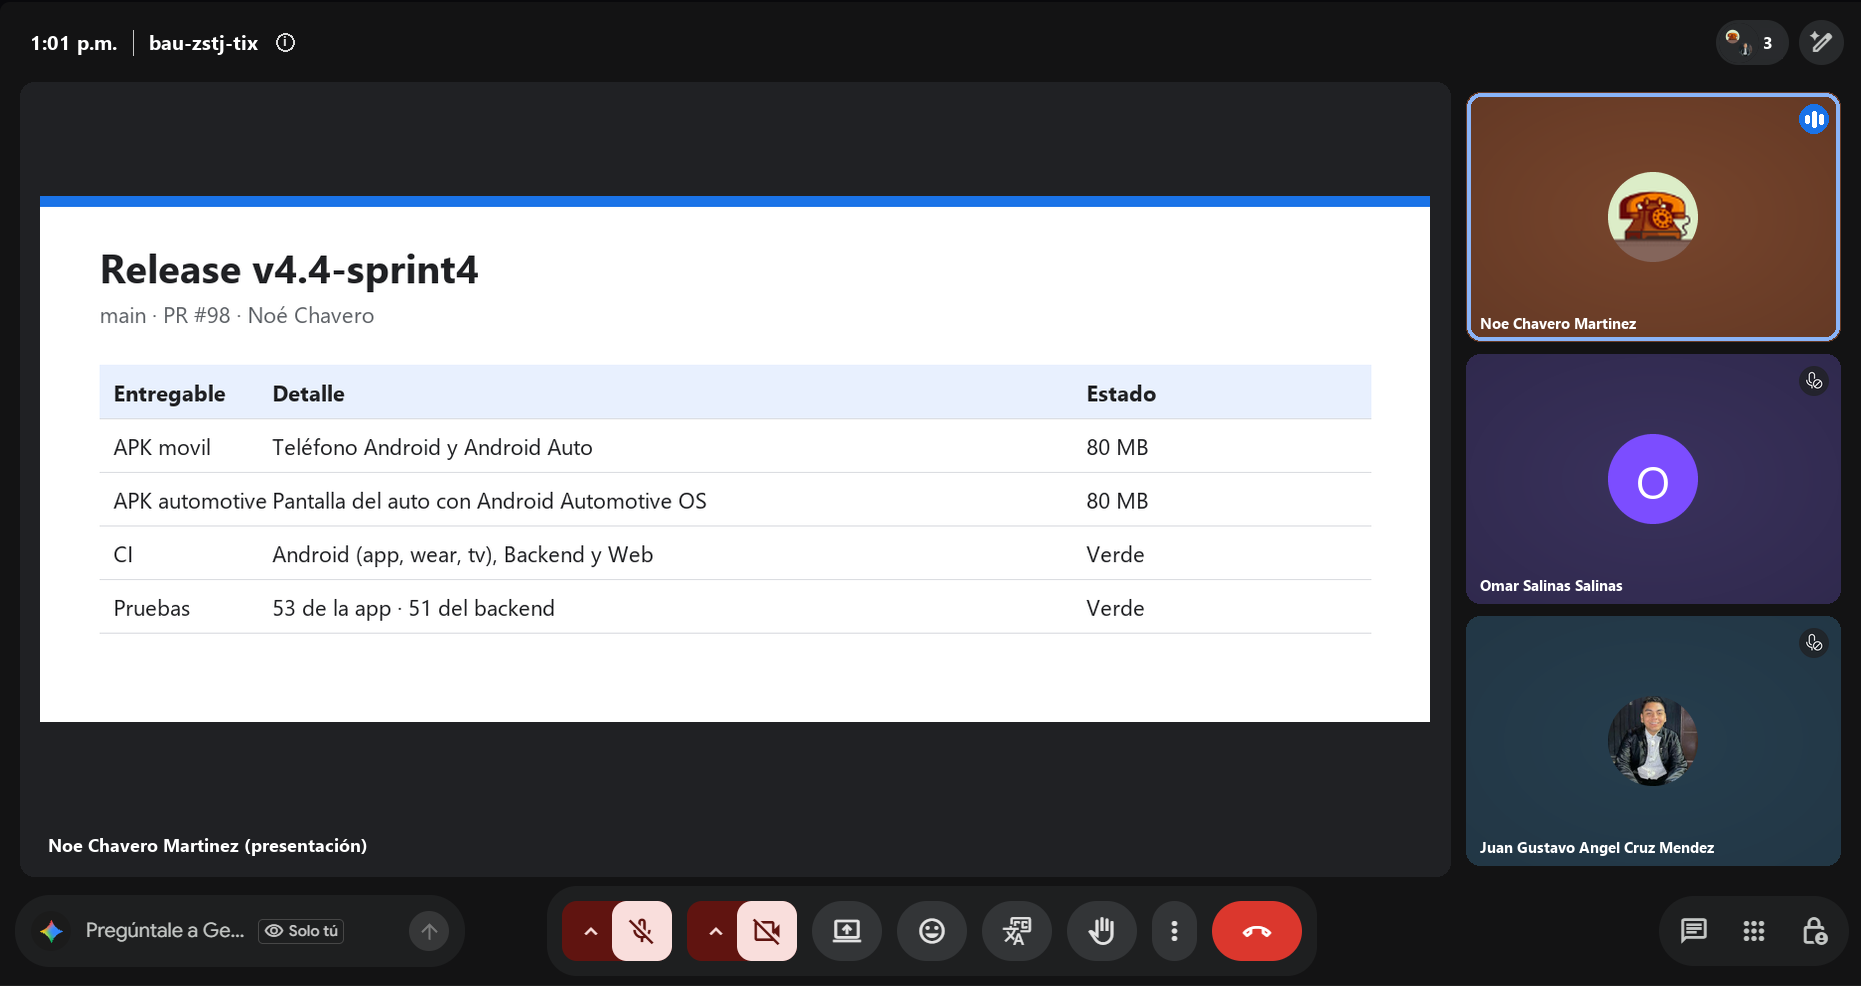 1:01 p.m. bau-zstj-tix
3
Release v4.4-sprint4
main · PR #98 · Noé Chavero
Entregable Detalle Estado
APK movil Teléfono Android y Android Auto 80 MB
APK automotive Pantalla del auto con Android Automotive OS 80 MB
CI Android (app, wear, tv), Backend y Web Verde
Pruebas 53 de la app · 51 del backend Verde
Noe Chavero Martinez (presentación)
Noe Chavero Martinez
O
Omar Salinas Salinas
Juan Gustavo Angel Cruz Mendez
Pregúntale a Ge... Solo tú